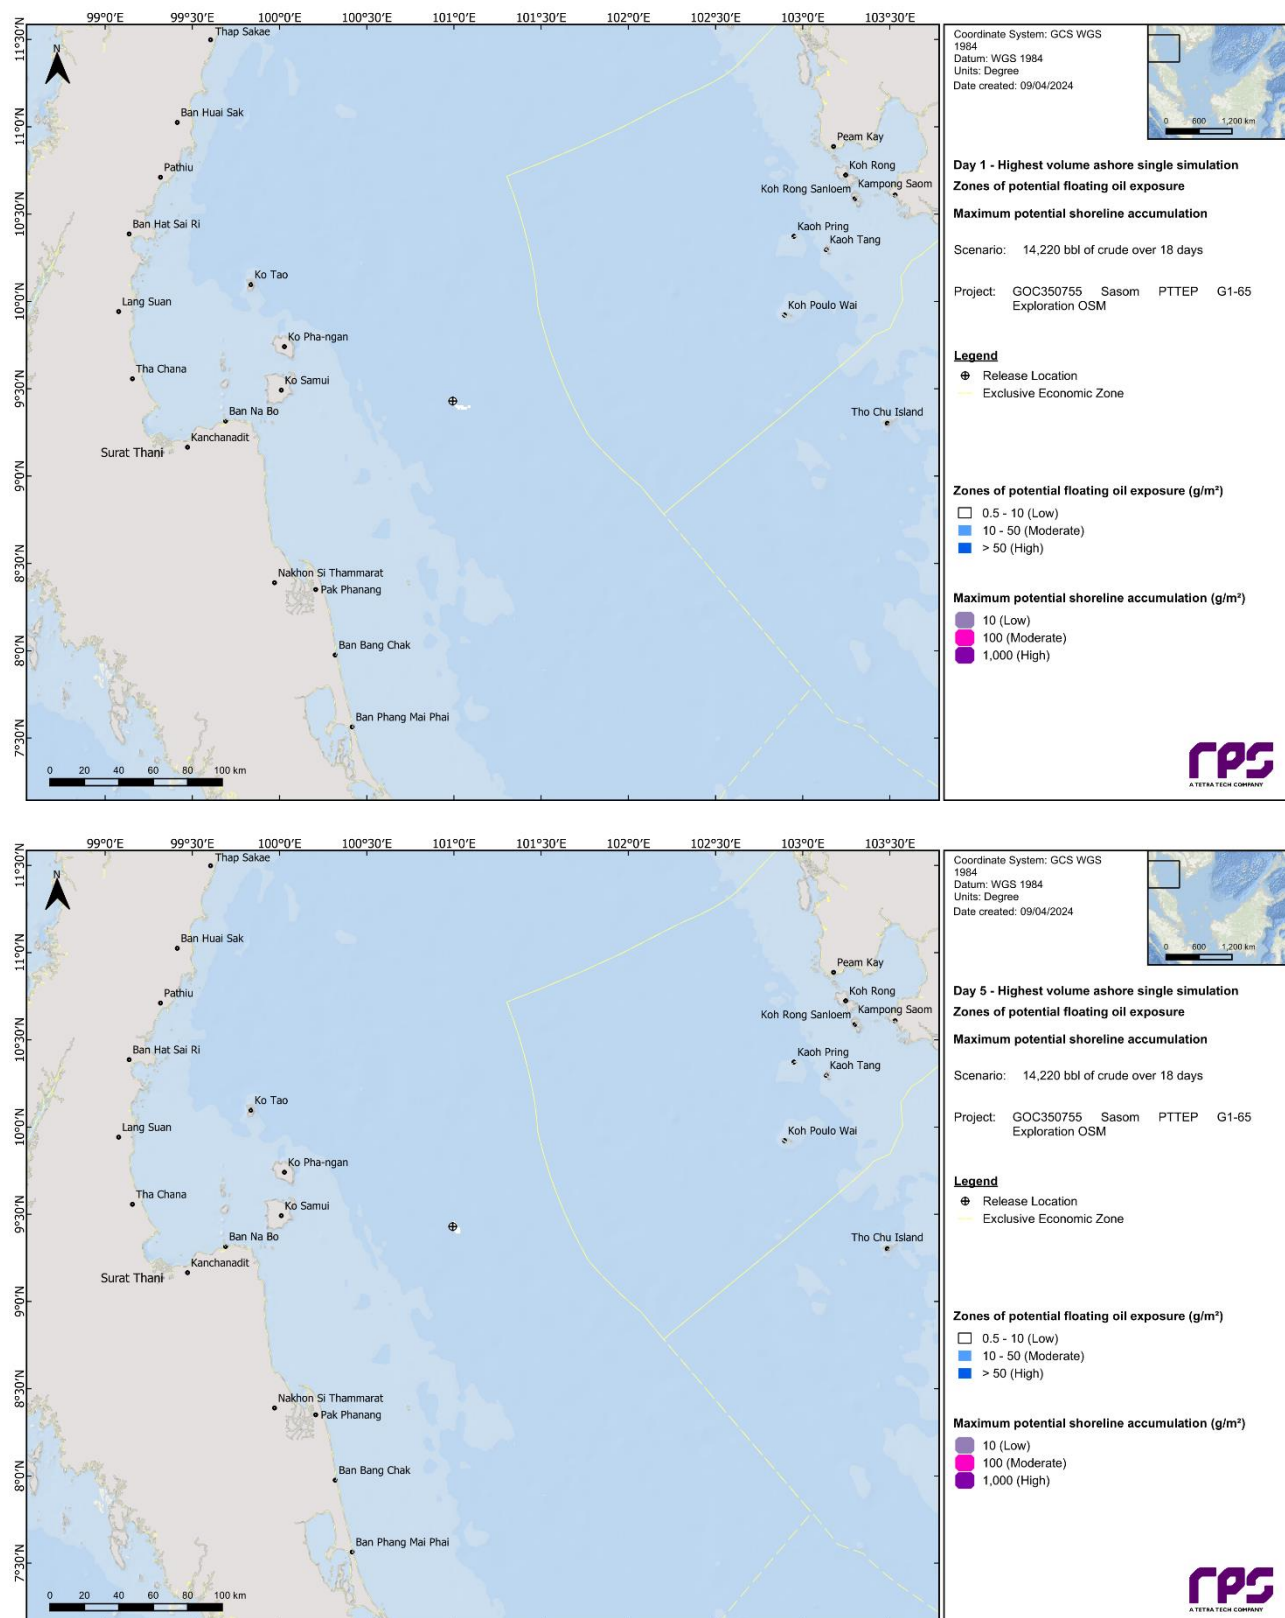 99°0'E 99°30'E 100°0'E 100°30'E 101°0'E 101°30'E 102°0'E 102°30'E 103°0'E 103°30'E
11°30'N
11°0'N
10°30'N
10°0'N
9°30'N
9°0'N
8°30'N
8°0'N
7°30'N
N
Thap Sakae
Ban Huai Sak
Pathiu
Ban Hat Sai Ri
Ko Tao
Lang Suan
Ko Pha-ngan
Tha Chana
Ko Samui
Ban Na Bo
Kanchanadit
Surat Thani
Nakhon Si Thammarat
Pak Phanang
Ban Bang Chak
Ban Phang Mai Phai
Peam Kay
Koh Rong
Koh Rong Sanloem
Kampong Saom
Kaoh Pring
Kaoh Tang
Koh Poulo Wai
Tho Chu Island
0 20 40 60 80 100 km
Coordinate System: GCS WGS
1984
Datum: WGS 1984
Units: Degree
Date created: 09/04/2024
0 600 1,200 km
Day 1 - Highest volume ashore single simulation
Zones of potential floating oil exposure
Maximum potential shoreline accumulation
Scenario: 14,220 bbl of crude over 18 days
Project: GOC350755 Sasom PTTEP G1-65
Exploration OSM
Legend
Release Location
Exclusive Economic Zone
Zones of potential floating oil exposure (g/m²)
0.5 - 10 (Low)
10 - 50 (Moderate)
> 50 (High)
Maximum potential shoreline accumulation (g/m²)
10 (Low)
100 (Moderate)
1,000 (High)
rps
A TETRA TECH COMPANY
99°0'E 99°30'E 100°0'E 100°30'E 101°0'E 101°30'E 102°0'E 102°30'E 103°0'E 103°30'E
11°30'N
11°0'N
10°30'N
10°0'N
9°30'N
9°0'N
8°30'N
8°0'N
7°30'N
N
Thap Sakae
Ban Huai Sak
Pathiu
Ban Hat Sai Ri
Ko Tao
Lang Suan
Ko Pha-ngan
Tha Chana
Ko Samui
Ban Na Bo
Kanchanadit
Surat Thani
Nakhon Si Thammarat
Pak Phanang
Ban Bang Chak
Ban Phang Mai Phai
Peam Kay
Koh Rong
Koh Rong Sanloem
Kampong Saom
Kaoh Pring
Kaoh Tang
Koh Poulo Wai
Tho Chu Island
0 20 40 60 80 100 km
Coordinate System: GCS WGS
1984
Datum: WGS 1984
Units: Degree
Date created: 09/04/2024
0 600 1,200 km
Day 5 - Highest volume ashore single simulation
Zones of potential floating oil exposure
Maximum potential shoreline accumulation
Scenario: 14,220 bbl of crude over 18 days
Project: GOC350755 Sasom PTTEP G1-65
Exploration OSM
Legend
Release Location
Exclusive Economic Zone
Zones of potential floating oil exposure (g/m²)
0.5 - 10 (Low)
10 - 50 (Moderate)
> 50 (High)
Maximum potential shoreline accumulation (g/m²)
10 (Low)
100 (Moderate)
1,000 (High)
rps
A TETRA TECH COMPANY